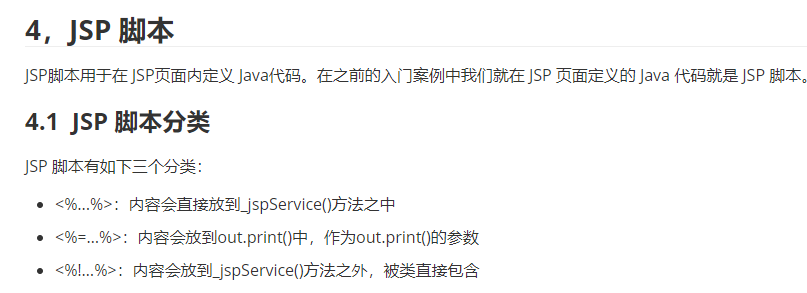 4，JSP 脚本
JSP脚本用于在 JSP页面内定义 Java代码。在之前的入门案例中我们就在 JSP 页面定义的 Java 代码就是 JSP 脚本。
4.1 JSP 脚本分类
JSP 脚本有如下三个分类：
• <%...%>：内容会直接放到_jspService()方法之中
• <%=...%>：内容会放到out.print()中，作为out.print()的参数
• <%!...%>：内容会放到_jspService()方法之外，被类直接包含